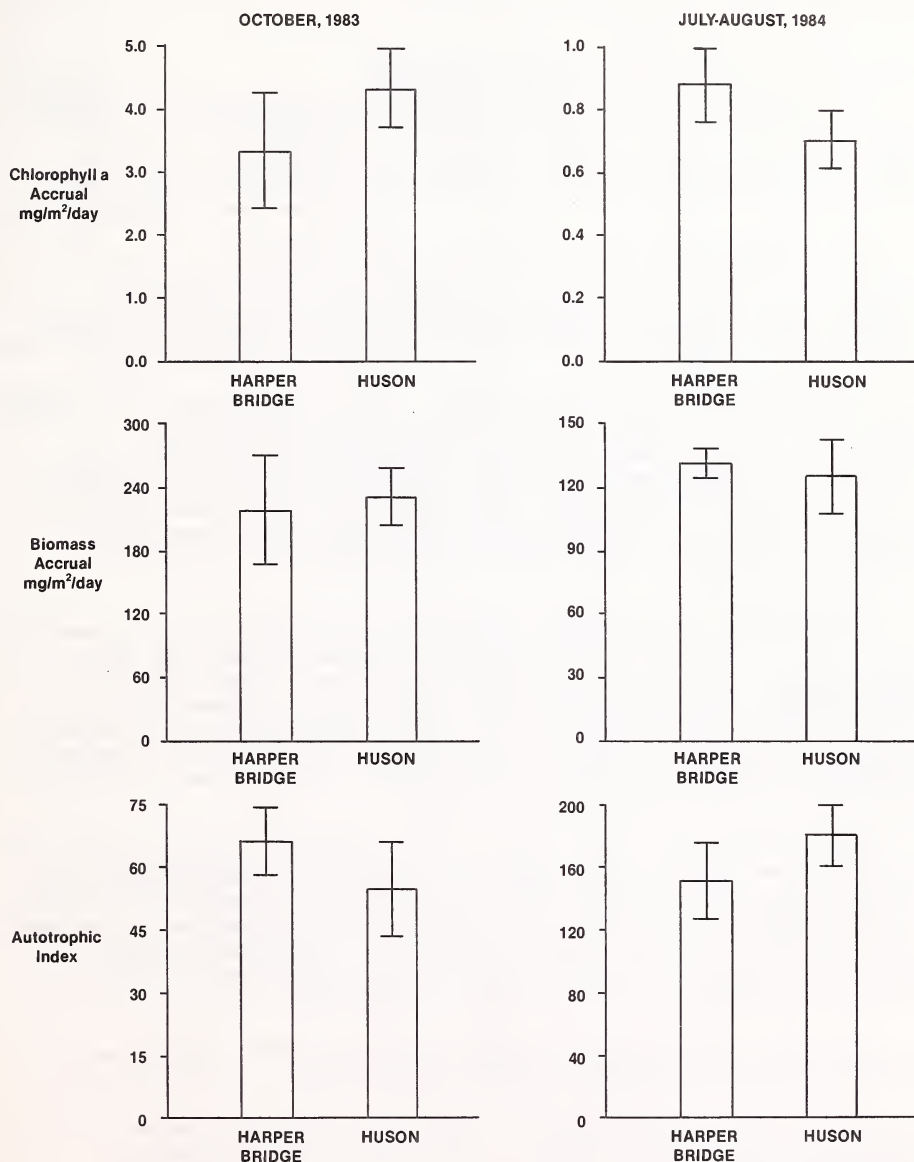 OCTOBER, 1983
JULY-AUGUST, 1984
Chlorophyll a
Accrual
mg/m²/day
5.0
4.0
3.0
2.0
1.0
0.0
HARPER
BRIDGE
HUSON
1.0
0.8
0.6
0.4
0.2
0.0
HARPER
BRIDGE
HUSON
Biomass
Accrual
mg/m²/day
300
240
180
120
60
0
HARPER
BRIDGE
HUSON
150
120
90
60
30
0
HARPER
BRIDGE
HUSON
Autotrophic
Index
75
60
45
30
15
0
HARPER
BRIDGE
HUSON
200
160
120
80
40
0
HARPER
BRIDGE
HUSON